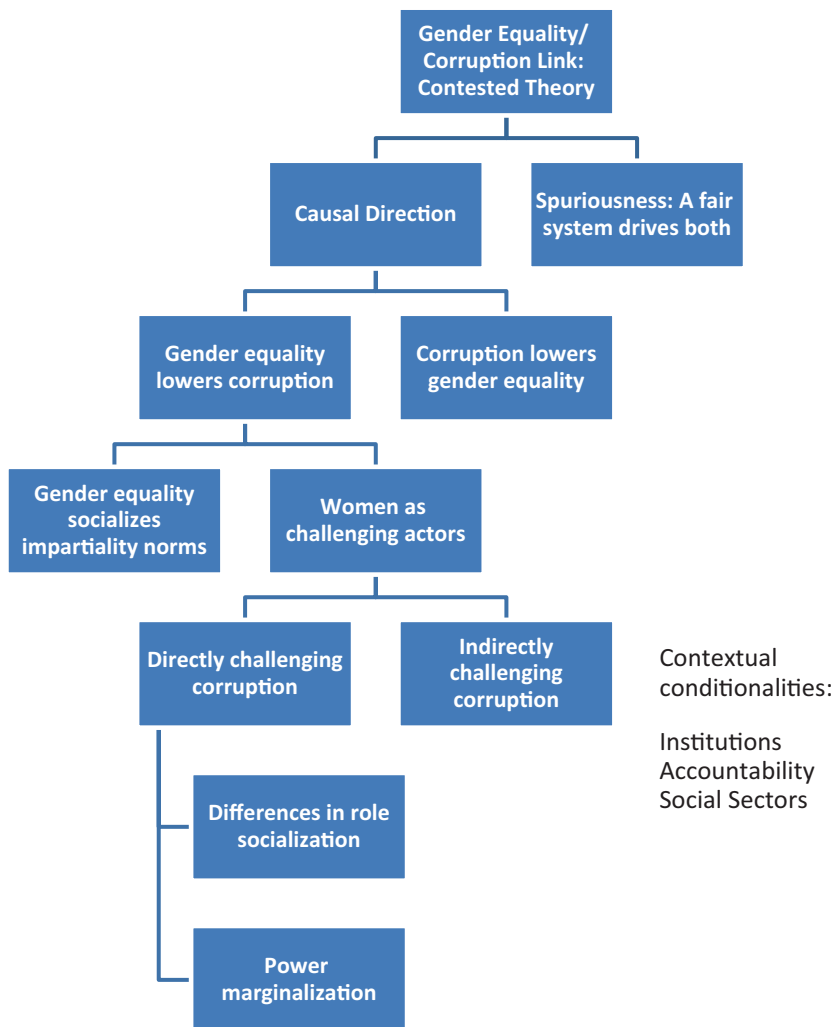 Gender Equality/
Corruption Link:
Contested Theory
Causal Direction
Spuriousness: A fair
system drives both
Gender equality
lowers corruption
Corruption lowers
gender equality
Gender equality
socializes
impartiality norms
Women as
challenging actors
Directly challenging
corruption
Indirectly
challenging
corruption
Contextual
conditionalities:
Institutions
Accountability
Social Sectors
Differences in role
socialization
Power
marginalization